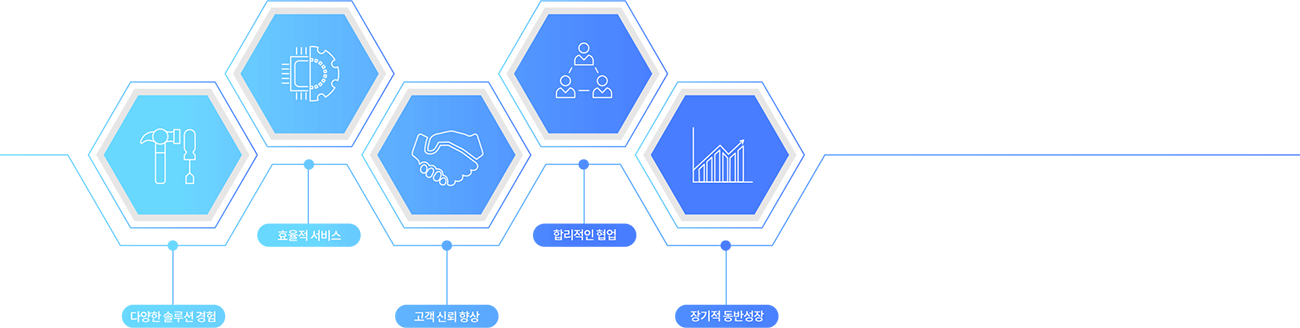 다양한 솔루션 경험
효율적 서비스
고객 신뢰 향상
합리적인 협업
장기적 동반성장